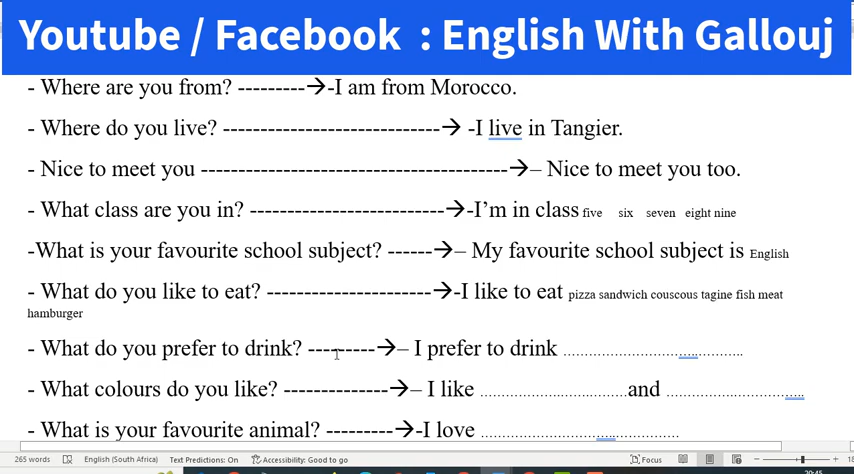 Youtube / Facebook : English With Gallouj
- Where are you from? ---------→-I am from Morocco.
- Where do you live? -----------------------------→ -I live in Tangier.
- Nice to meet you ------------------------------------------→– Nice to meet you too.
- What class are you in? --------------------------→-I'm in class five six seven eight nine
-What is your favourite school subject? ------→– My favourite school subject is English
- What do you like to eat? ----------------------→-I like to eat pizza sandwich couscous tagine fish meat
hamburger
- What do you prefer to drink? ---------→– I prefer to drink ……………………………………..
- What colours do you like? --------------→– I like ……………………………and ……………………………
- What is your favourite animal? ---------→-I love ……………………………………..
265 words English (South Africa) Text Predictions: On Accessibility: Good to go Focus
20:45